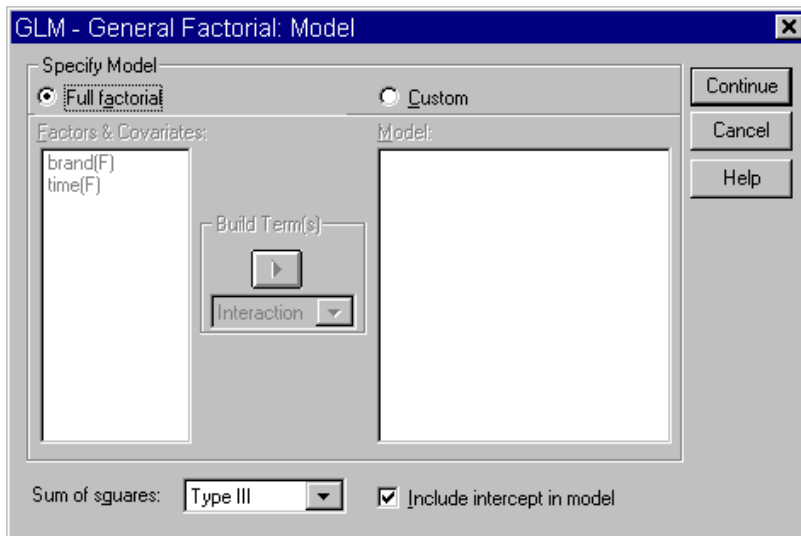 GLM - General Factorial: Model
Specify Model
Full factorial
Custom
Continue
Cancel
Help
Factors & Covariates:
Model:
brand(F)
time(F)
Build Term(s)
Interaction
Sum of squares:
Type III
Include intercept in model